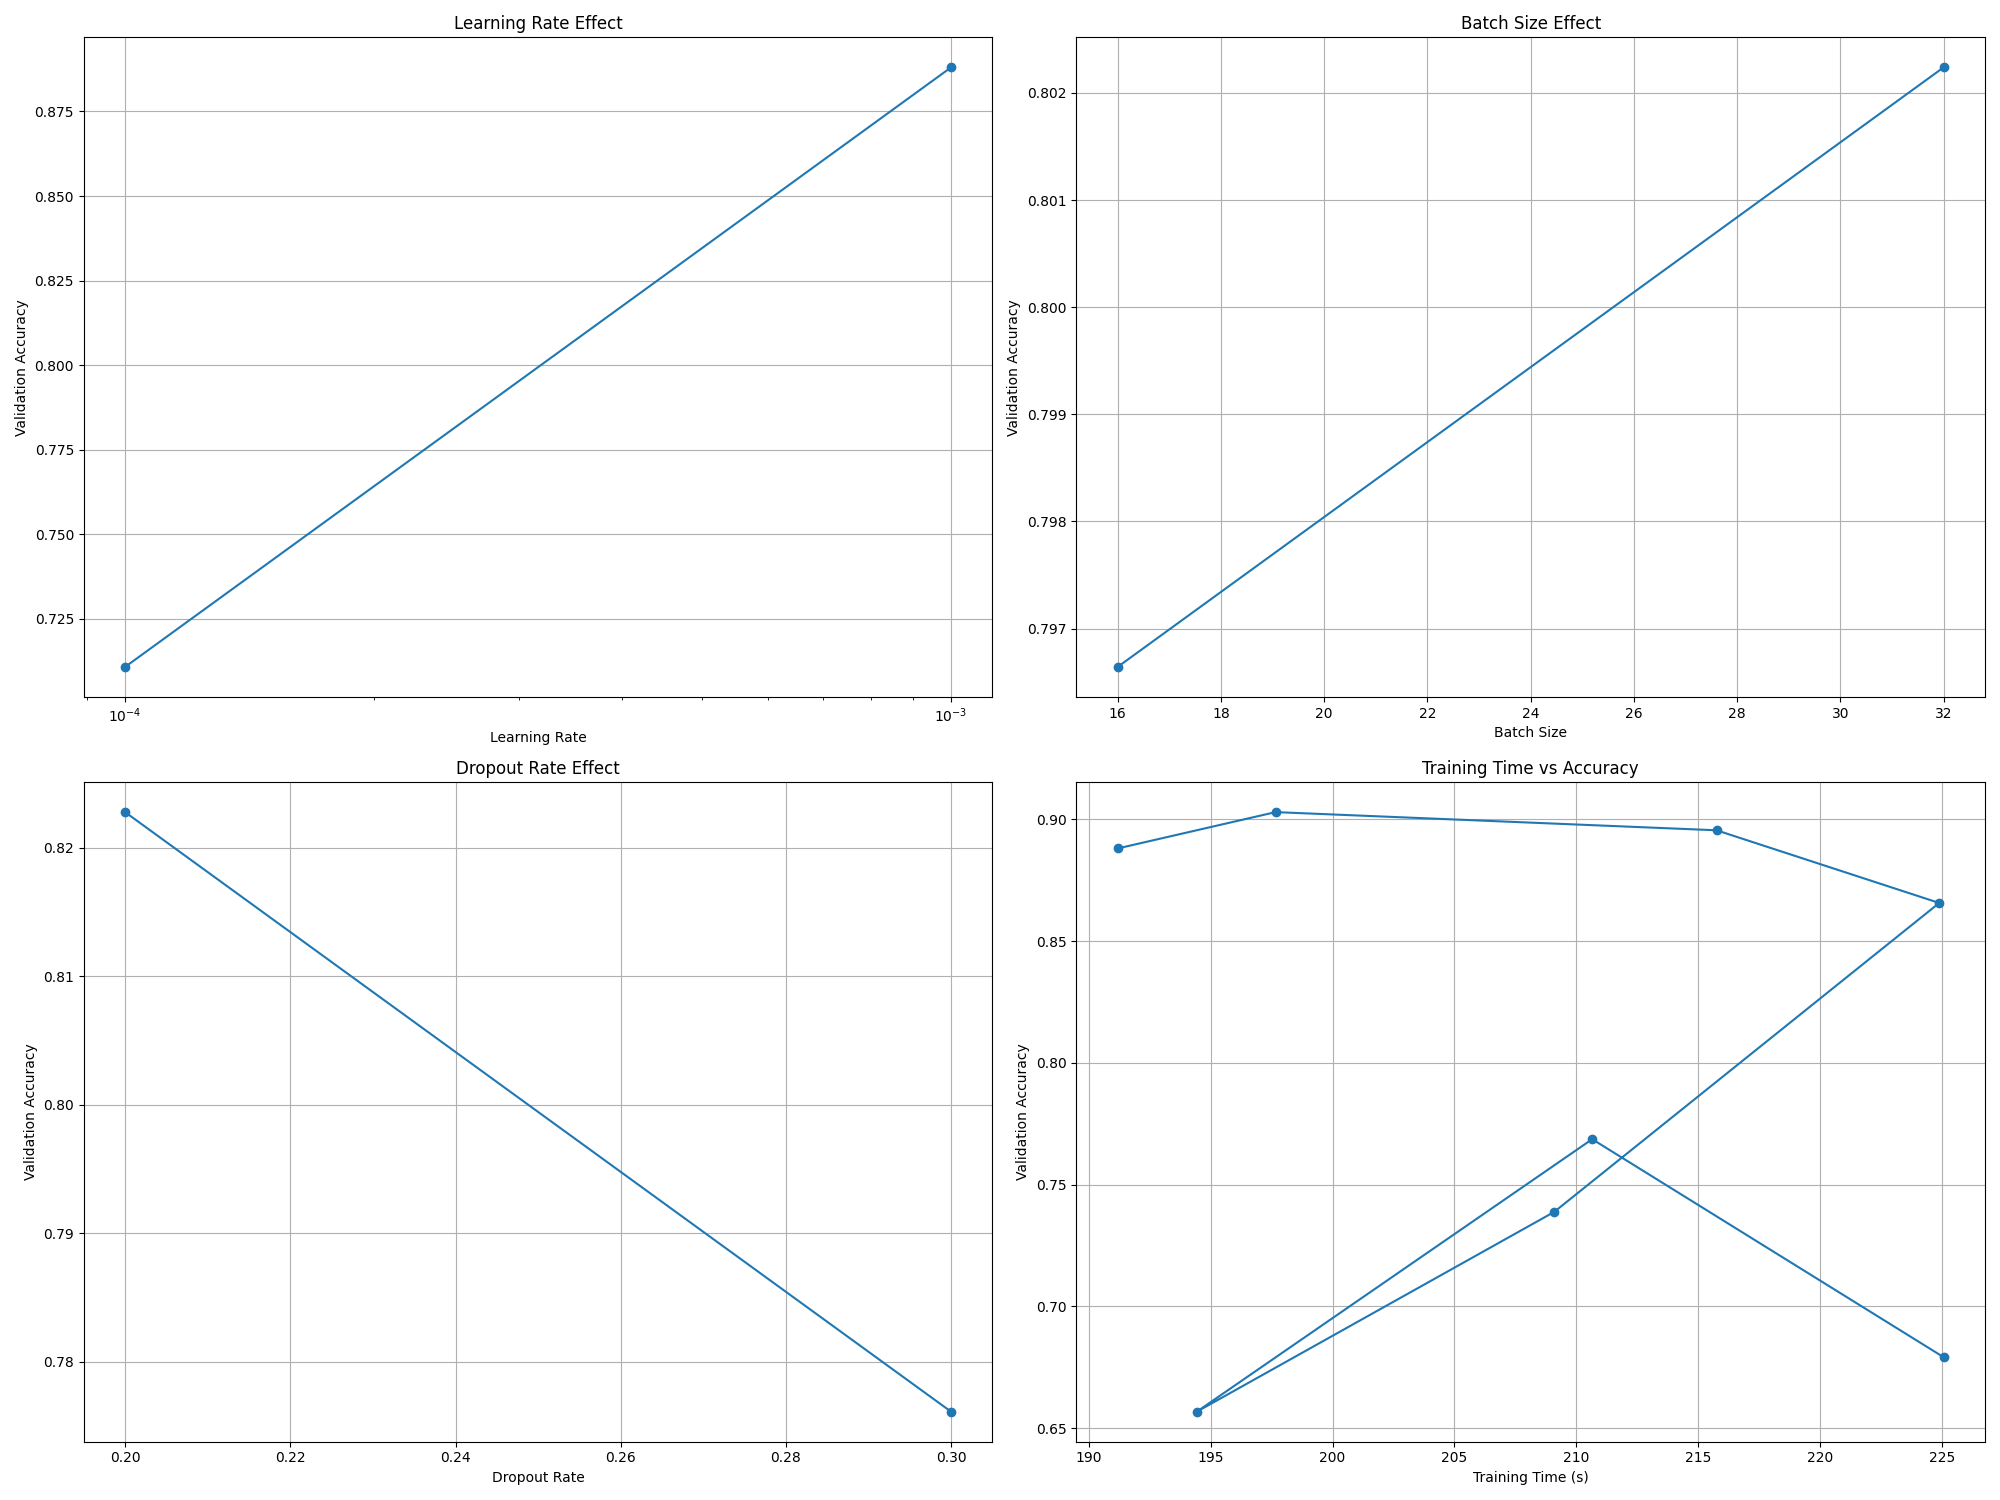 Learning Rate Effect
Validation Accuracy
0.875
0.850
0.825
0.800
0.775
0.750
0.725
10⁻⁴ 10⁻³
Learning Rate
Batch Size Effect
Validation Accuracy
0.802
0.801
0.800
0.799
0.798
0.797
16 18 20 22 24 26 28 30 32
Batch Size
Dropout Rate Effect
Validation Accuracy
0.82
0.81
0.80
0.79
0.78
0.20 0.22 0.24 0.26 0.28 0.30
Dropout Rate
Training Time vs Accuracy
Validation Accuracy
0.90
0.85
0.80
0.75
0.70
0.65
190 195 200 205 210 215 220 225
Training Time (s)